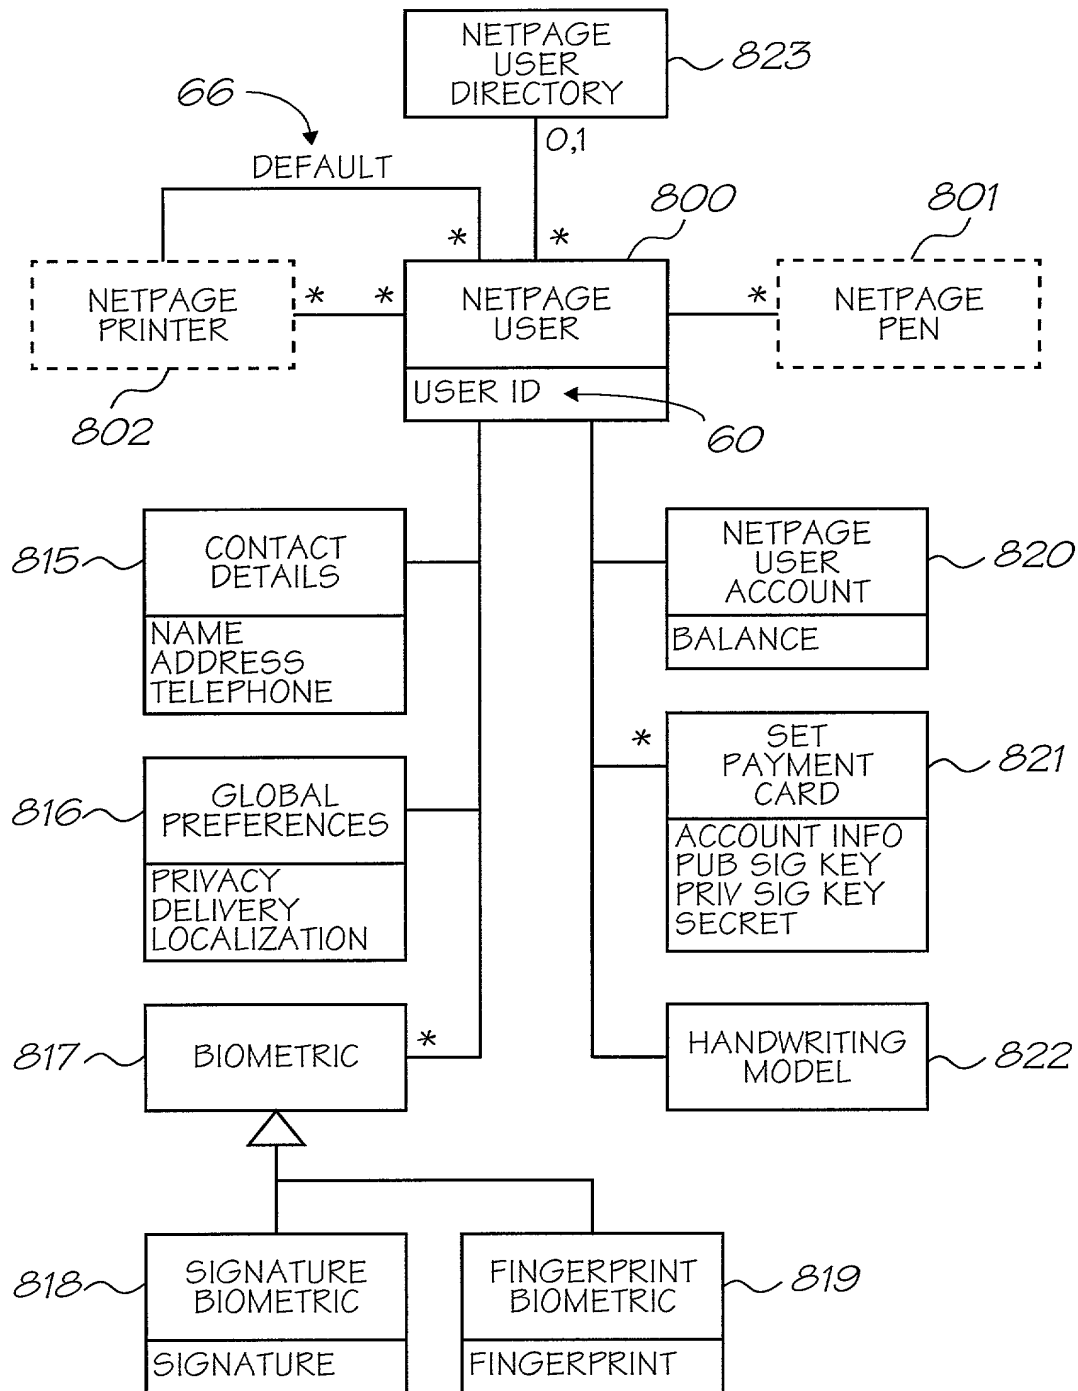 NETPAGE
USER
DIRECTORY
823
66
0,1
DEFAULT
800
801
*
*
NETPAGE
PRINTER
*
*
NETPAGE
USER
*
NETPAGE
PEN
USER ID
802
60
815
CONTACT
DETAILS
NAME
ADDRESS
TELEPHONE
NETPAGE
USER
ACCOUNT
820
BALANCE
816
GLOBAL
PREFERENCES
PRIVACY
DELIVERY
LOCALIZATION
*
SET
PAYMENT
CARD
821
ACCOUNT INFO
PUB SIG KEY
PRIV SIG KEY
SECRET
817
BIOMETRIC
*
HANDWRITING
MODEL
822
818
SIGNATURE
BIOMETRIC
SIGNATURE
FINGERPRINT
BIOMETRIC
819
FINGERPRINT